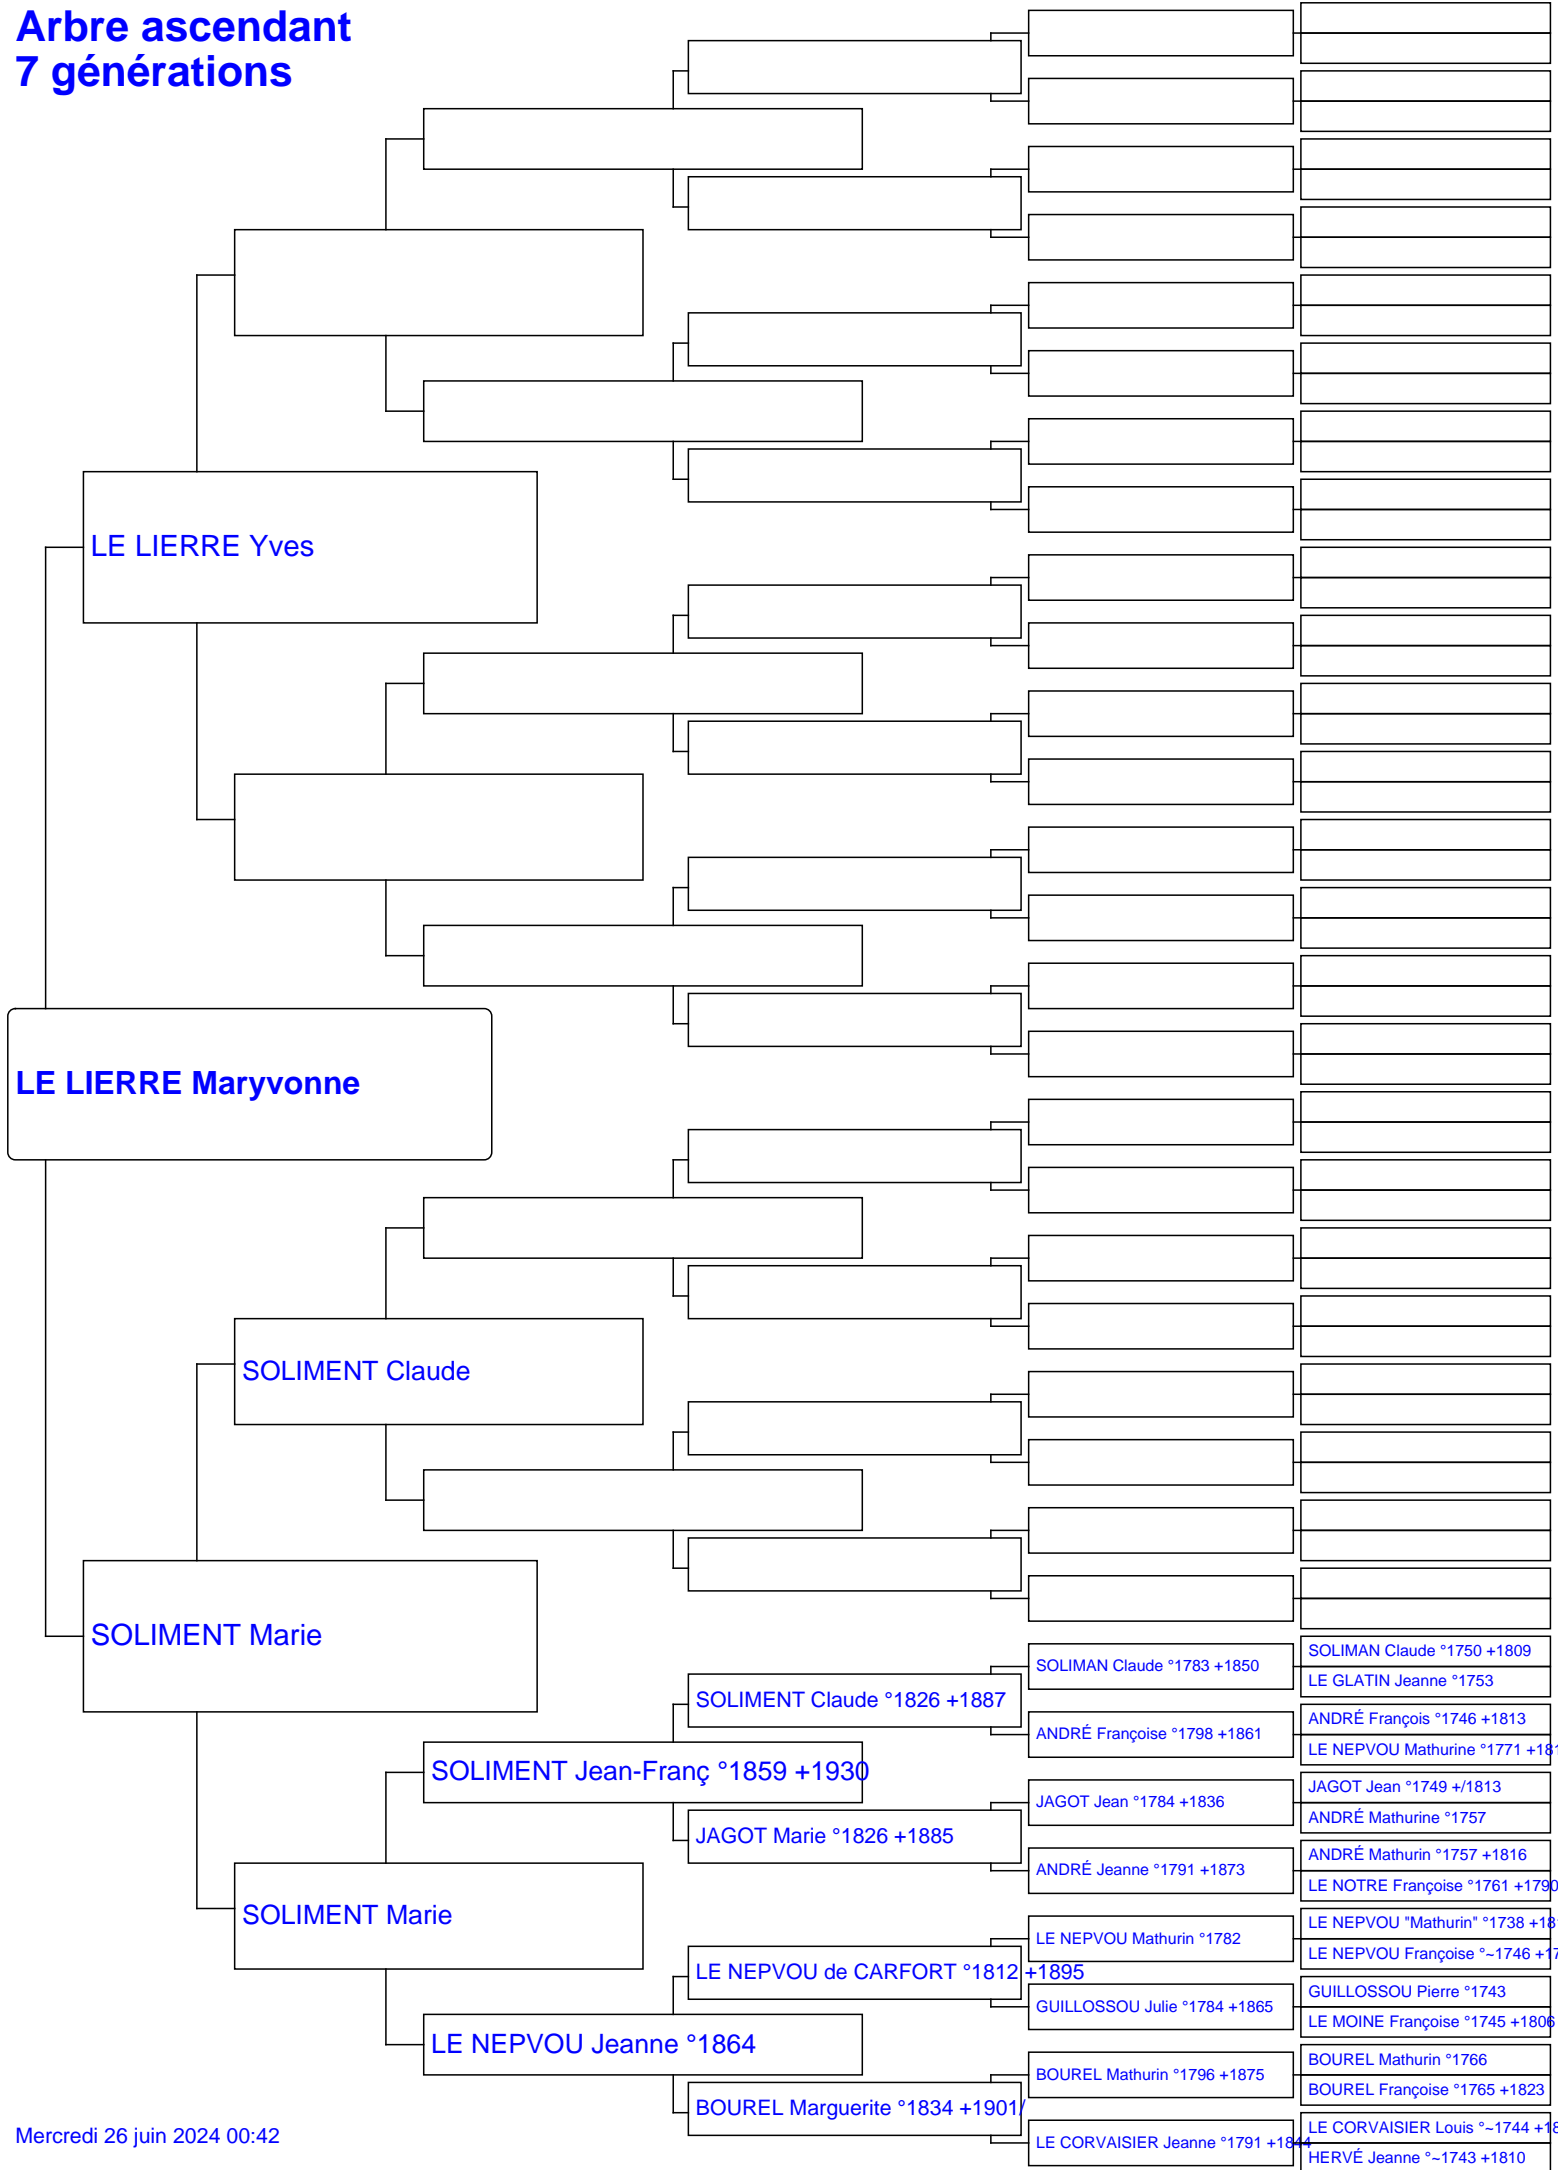 Arbre ascendant
7 générations
LE LIERRE Yves
LE LIERRE Maryvonne
SOLIMENT Claude
SOLIMENT Marie
SOLIMAN Claude °1750 +1809
SOLIMAN Claude °1783 +1850
LE GLATIN Jeanne °1753
SOLIMENT Claude °1826 +1887
ANDRÉ François °1746 +1813
ANDRÉ Françoise °1798 +1861
LE NEPVOU Mathurine °1771 +181
SOLIMENT Jean-Franç °1859 +1930
JAGOT Jean °1749 +/1813
JAGOT Jean °1784 +1836
ANDRÉ Mathurine °1757
JAGOT Marie °1826 +1885
ANDRÉ Mathurin °1757 +1816
ANDRÉ Jeanne °1791 +1873
LE NOTRE Françoise °1761 +1790
SOLIMENT Marie
LE NEPVOU "Mathurin" °1738 +18
LE NEPVOU Mathurin °1782
LE NEPVOU Françoise °~1746 +17
LE NEPVOU de CARFORT °1812 +1895
GUILLOSSOU Pierre °1743
GUILLOSSOU Julie °1784 +1865
LE MOINE Françoise °1745 +1806
LE NEPVOU Jeanne °1864
BOUREL Mathurin °1766
BOUREL Mathurin °1796 +1875
BOUREL Françoise °1765 +1823
BOUREL Marguerite °1834 +1901/
LE CORVAISIER Louis °~1744 +18
LE CORVAISIER Jeanne °1791 +1844
HERVÉ Jeanne °~1743 +1810
Mercredi 26 juin 2024 00:42